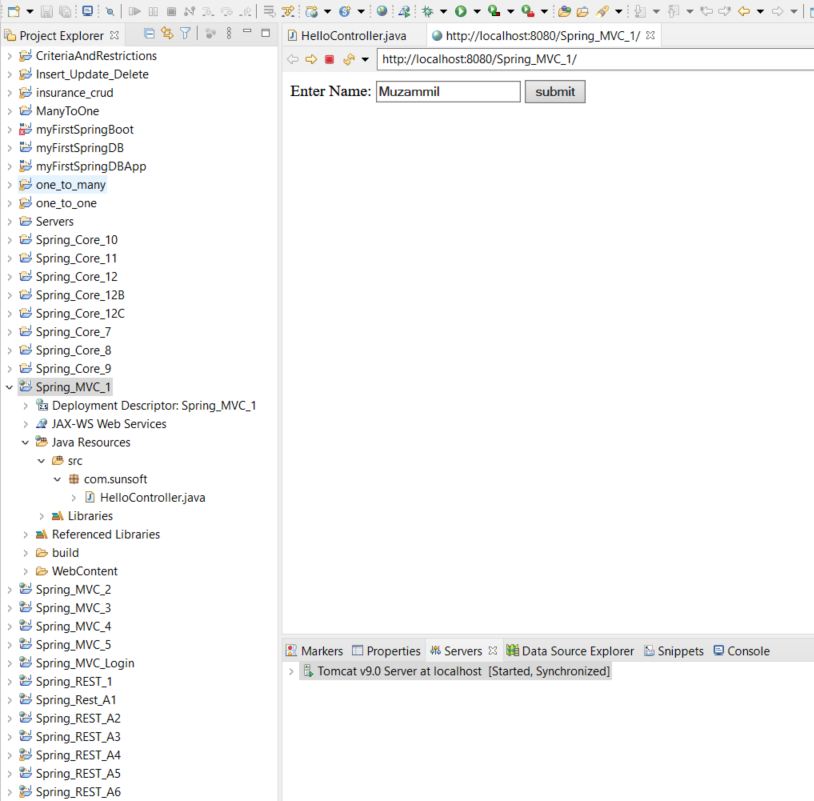 Project Explorer
CriteriaAndRestrictions
Insert_Update_Delete
insurance_crud
ManyToOne
myFirstSpringBoot
myFirstSpringDB
myFirstSpringDBApp
one_to_many
one_to_one
Servers
Spring_Core_10
Spring_Core_11
Spring_Core_12
Spring_Core_12B
Spring_Core_12C
Spring_Core_7
Spring_Core_8
Spring_Core_9
Spring_MVC_1
Deployment Descriptor: Spring_MVC_1
JAX-WS Web Services
Java Resources
src
com.sunsoft
HelloController.java
Libraries
Referenced Libraries
build
WebContent
Spring_MVC_2
Spring_MVC_3
Spring_MVC_4
Spring_MVC_5
Spring_MVC_Login
Spring_REST_1
Spring_Rest_A1
Spring_REST_A2
Spring_REST_A3
Spring_REST_A4
Spring_REST_A5
Spring_REST_A6
HelloController.java http://localhost:8080/Spring_MVC_1/
http://localhost:8080/Spring_MVC_1/
Enter Name: Muzammil submit
Markers Properties Servers Data Source Explorer Snippets Console
Tomcat v9.0 Server at localhost [Started, Synchronized]